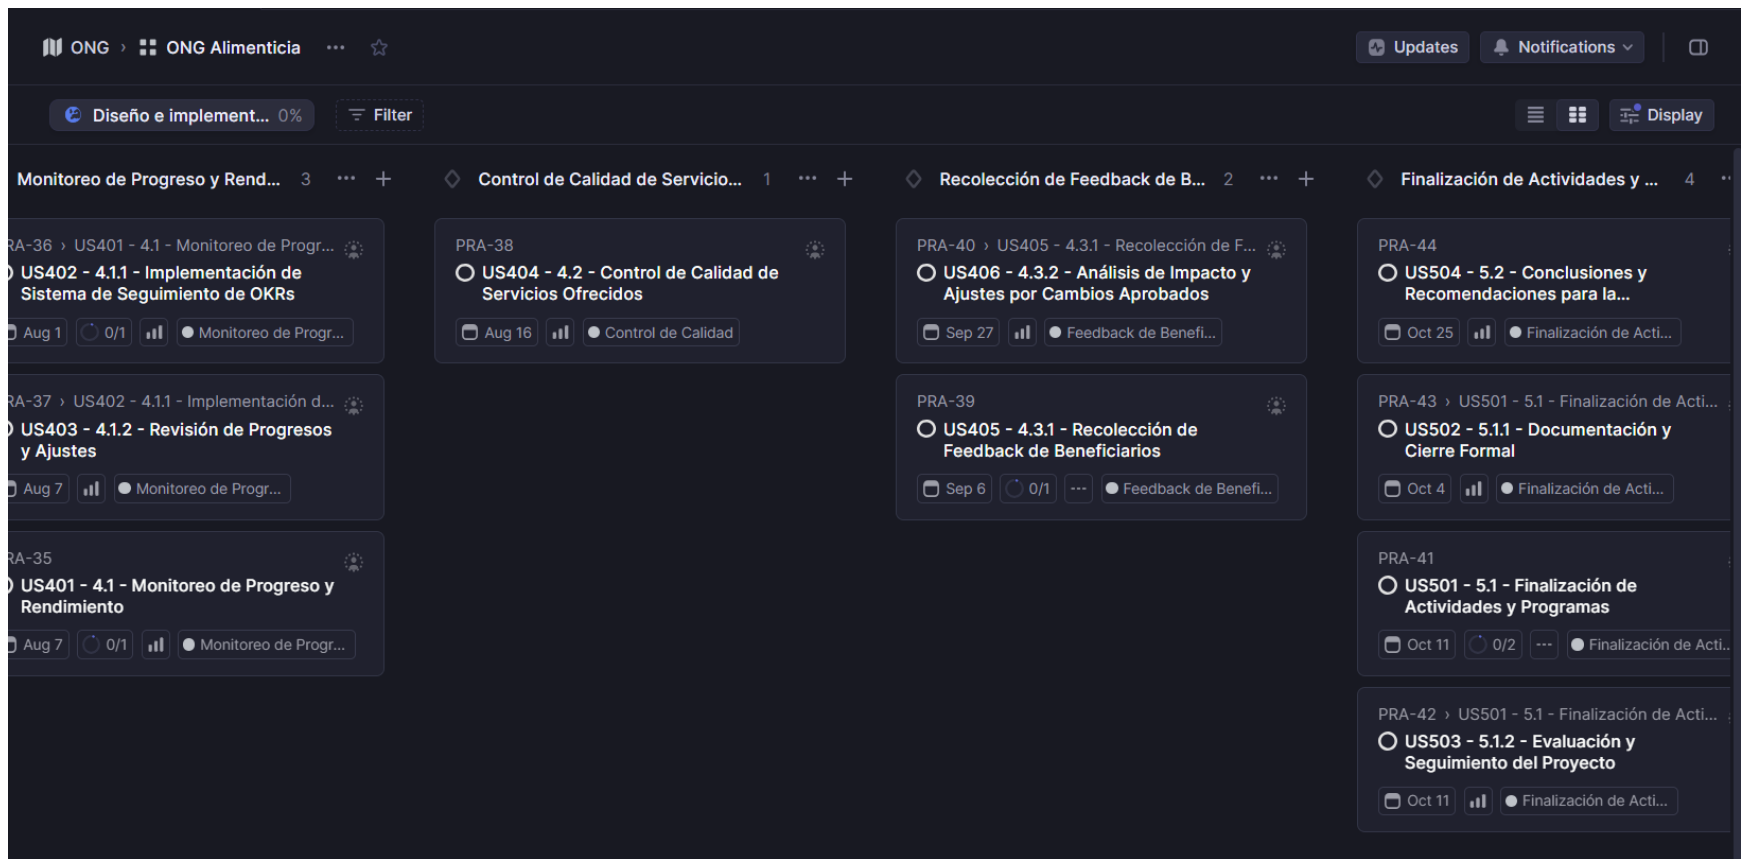 ONG › ONG Alimenticia
Updates
Notifications
Diseño e implement... 0%
Filter
Display
Monitoreo de Progreso y Rend... 3
RA-36 › US401 - 4.1 - Monitoreo de Progr...
US402 - 4.1.1 - Implementación de
Sistema de Seguimiento de OKRs
Aug 1 0/1 Monitoreo de Progr...
RA-37 › US402 - 4.1.1 - Implementación d...
US403 - 4.1.2 - Revisión de Progresos
y Ajustes
Aug 7 Monitoreo de Progr...
RA-35
US401 - 4.1 - Monitoreo de Progreso y
Rendimiento
Aug 7 0/1 Monitoreo de Progr...
Control de Calidad de Servicio... 1
PRA-38
US404 - 4.2 - Control de Calidad de
Servicios Ofrecidos
Aug 16 Control de Calidad
Recolección de Feedback de B... 2
PRA-40 › US405 - 4.3.1 - Recolección de F...
US406 - 4.3.2 - Análisis de Impacto y
Ajustes por Cambios Aprobados
Sep 27 Feedback de Benefi...
PRA-39
US405 - 4.3.1 - Recolección de
Feedback de Beneficiarios
Sep 6 0/1 Feedback de Benefi...
Finalización de Actividades y ... 4
PRA-44
US504 - 5.2 - Conclusiones y
Recomendaciones para la...
Oct 25 Finalización de Acti...
PRA-43 › US501 - 5.1 - Finalización de Acti...
US502 - 5.1.1 - Documentación y
Cierre Formal
Oct 4 Finalización de Acti...
PRA-41
US501 - 5.1 - Finalización de
Actividades y Programas
Oct 11 0/2 Finalización de Acti...
PRA-42 › US501 - 5.1 - Finalización de Acti...
US503 - 5.1.2 - Evaluación y
Seguimiento del Proyecto
Oct 11 Finalización de Acti...